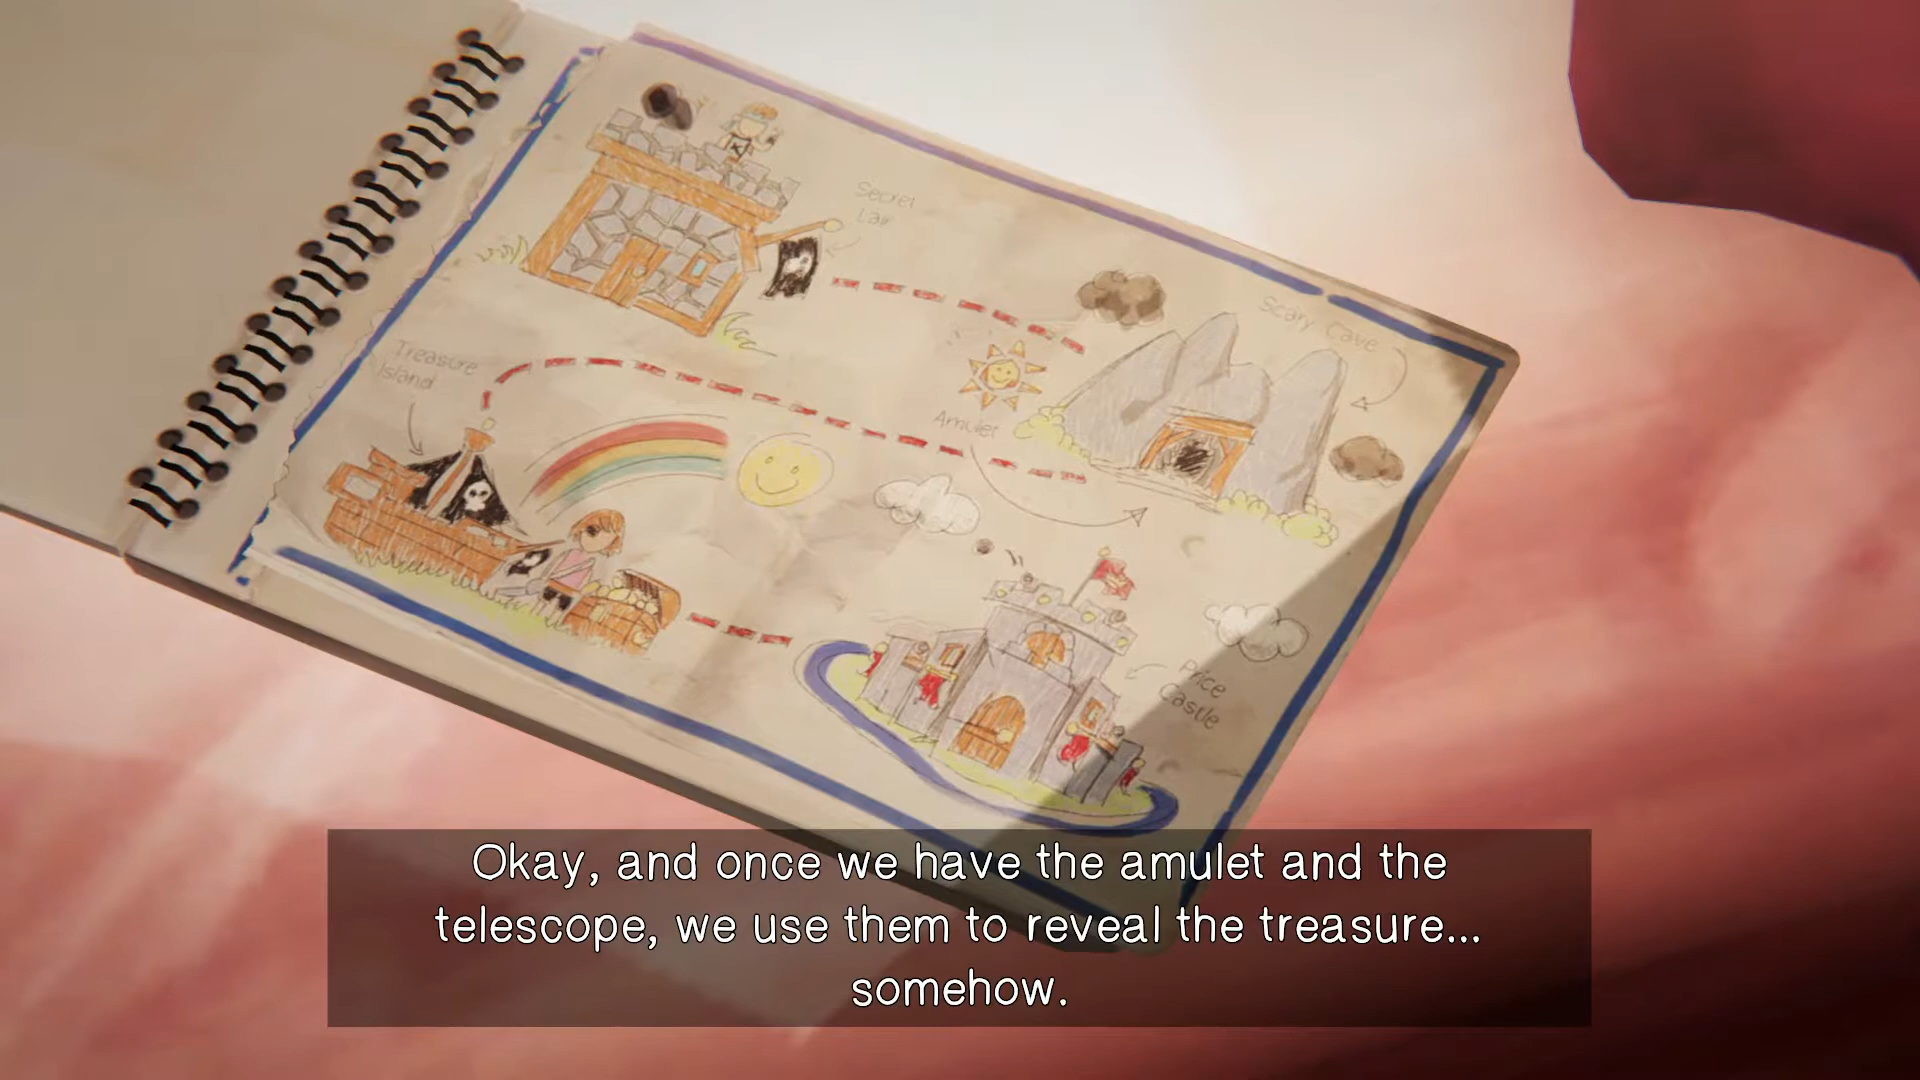 Secret
Lair
Scary Cave
Treasure
Island
Amulet
Price
Castle
Okay, and once we have the amulet and the
telescope, we use them to reveal the treasure...
somehow.